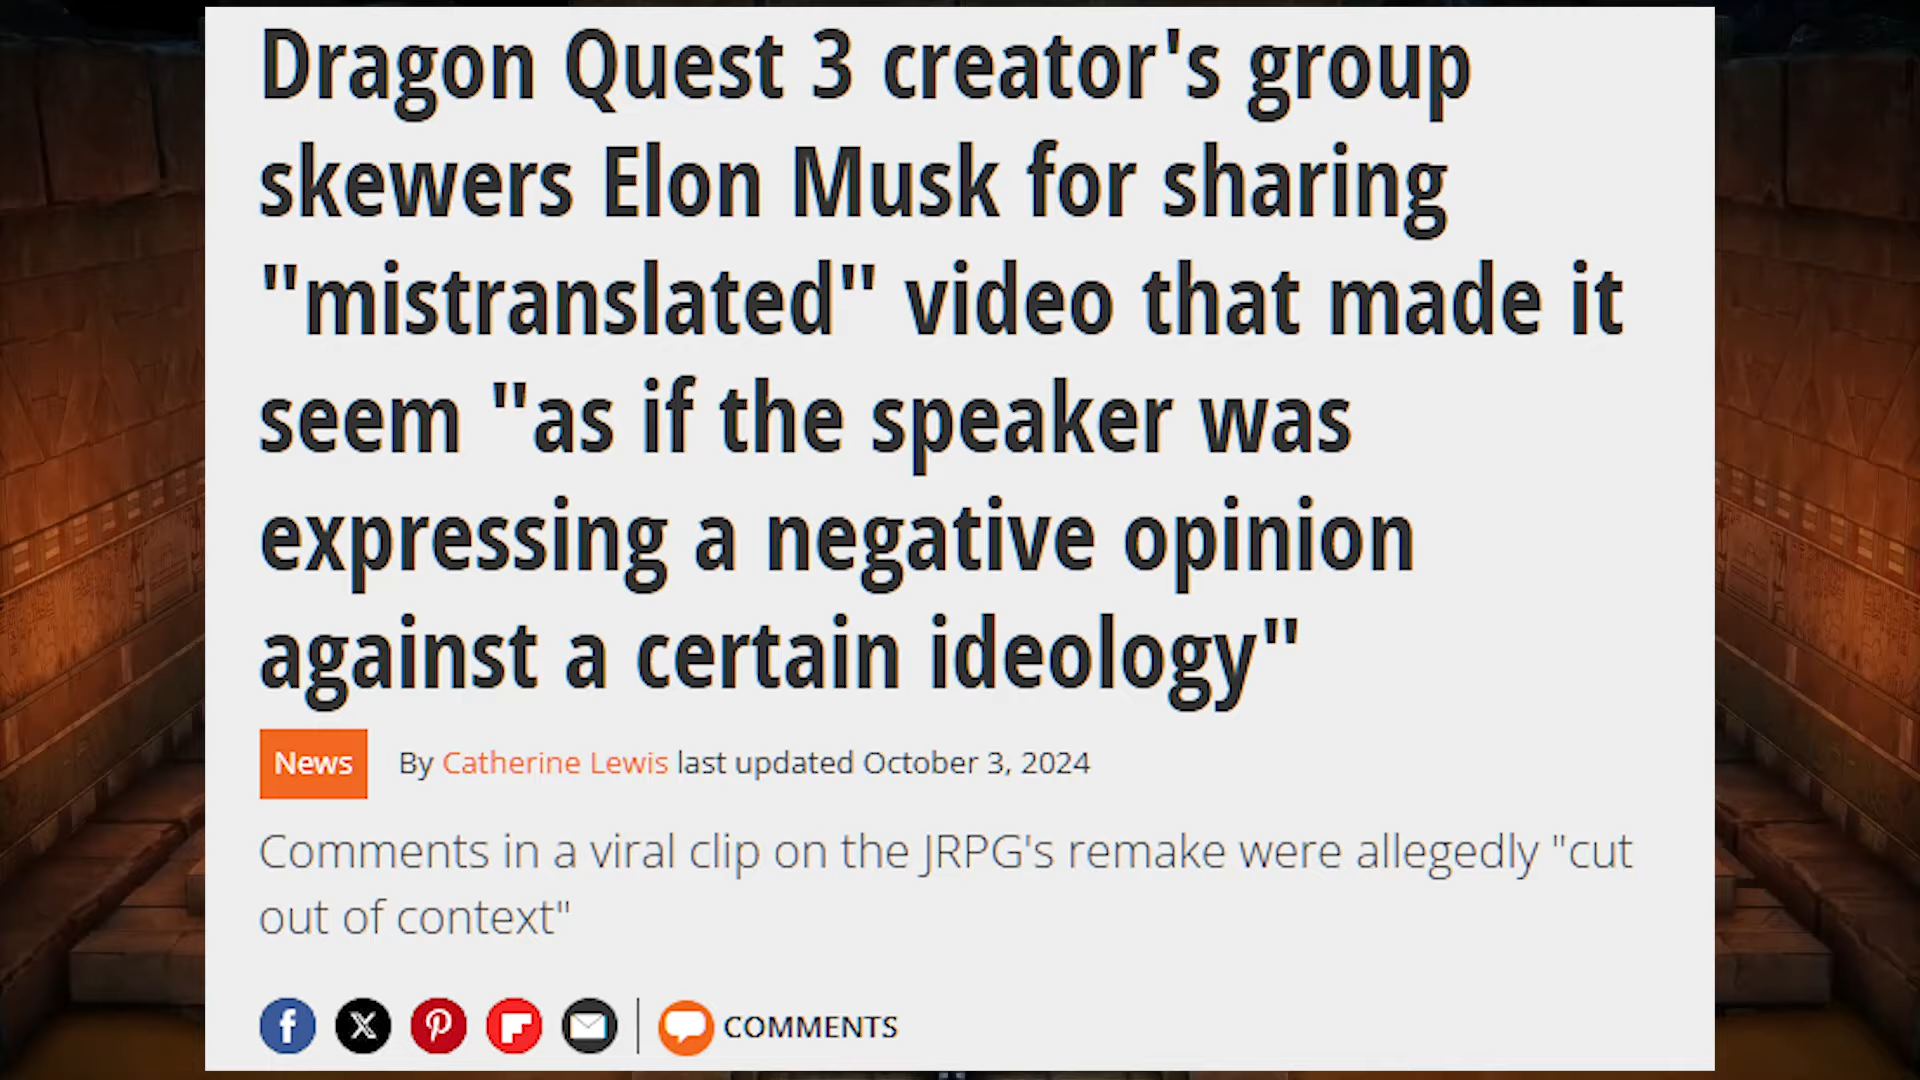 Dragon Quest 3 creator's group
skewers Elon Musk for sharing
"mistranslated" video that made it
seem "as if the speaker was
expressing a negative opinion
against a certain ideology"
News By Catherine Lewis last updated October 3, 2024
Comments in a viral clip on the JRPG's remake were allegedly "cut
out of context"
COMMENTS